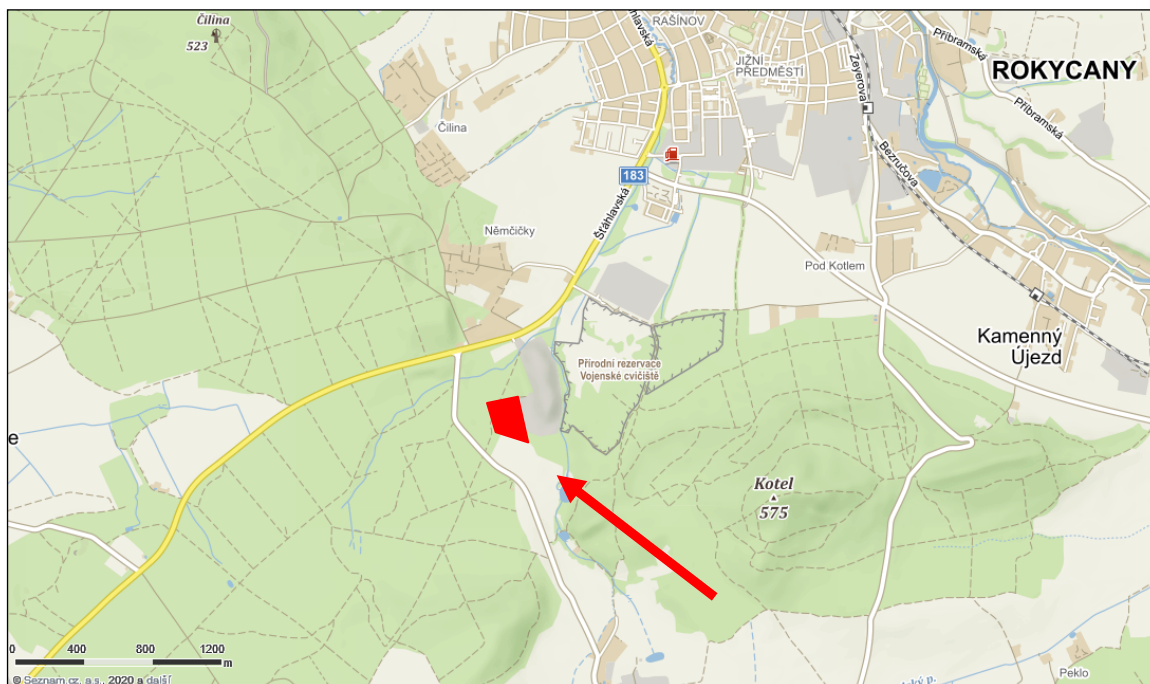 Čilina
523
RAŠÍNOV
JIŽNÍ
PŘEDMĚSTÍ
Zeyerova
Příbramská
ROKYCANY
Příbramská
Čilina
Bezručova
183
Šťáhlavská
Němčičky
Pod Kotlem
Kamenný
Újezd
Přírodní rezervace
Vojenské cvičiště
e
Kotel
575
0 400 800 1200
m
Peklo
© Seznam.cz, a.s., 2020 a další